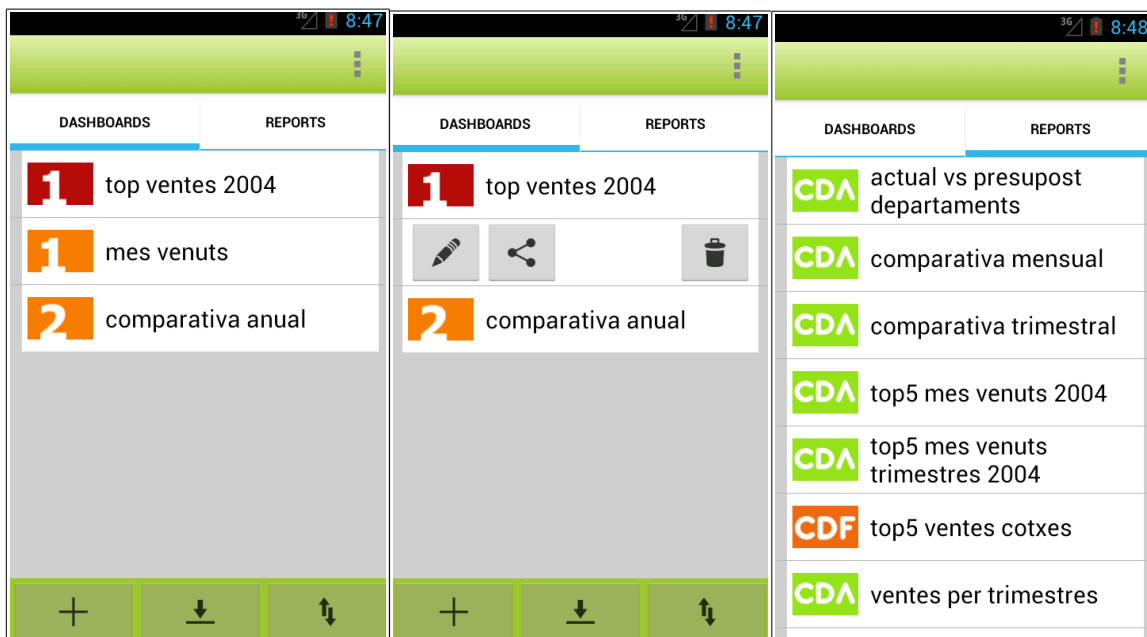 3G 8:47
DASHBOARDS REPORTS
1 top ventes 2004
1 mes venuts
2 comparativa anual
3G 8:47
DASHBOARDS REPORTS
1 top ventes 2004
2 comparativa anual
3G 8:48
DASHBOARDS REPORTS
CDA actual vs presupost
departaments
CDA comparativa mensual
CDA comparativa trimestral
CDA top5 mes venuts 2004
CDA top5 mes venuts
trimestres 2004
CDF top5 ventes cotxes
CDA ventes per trimestres